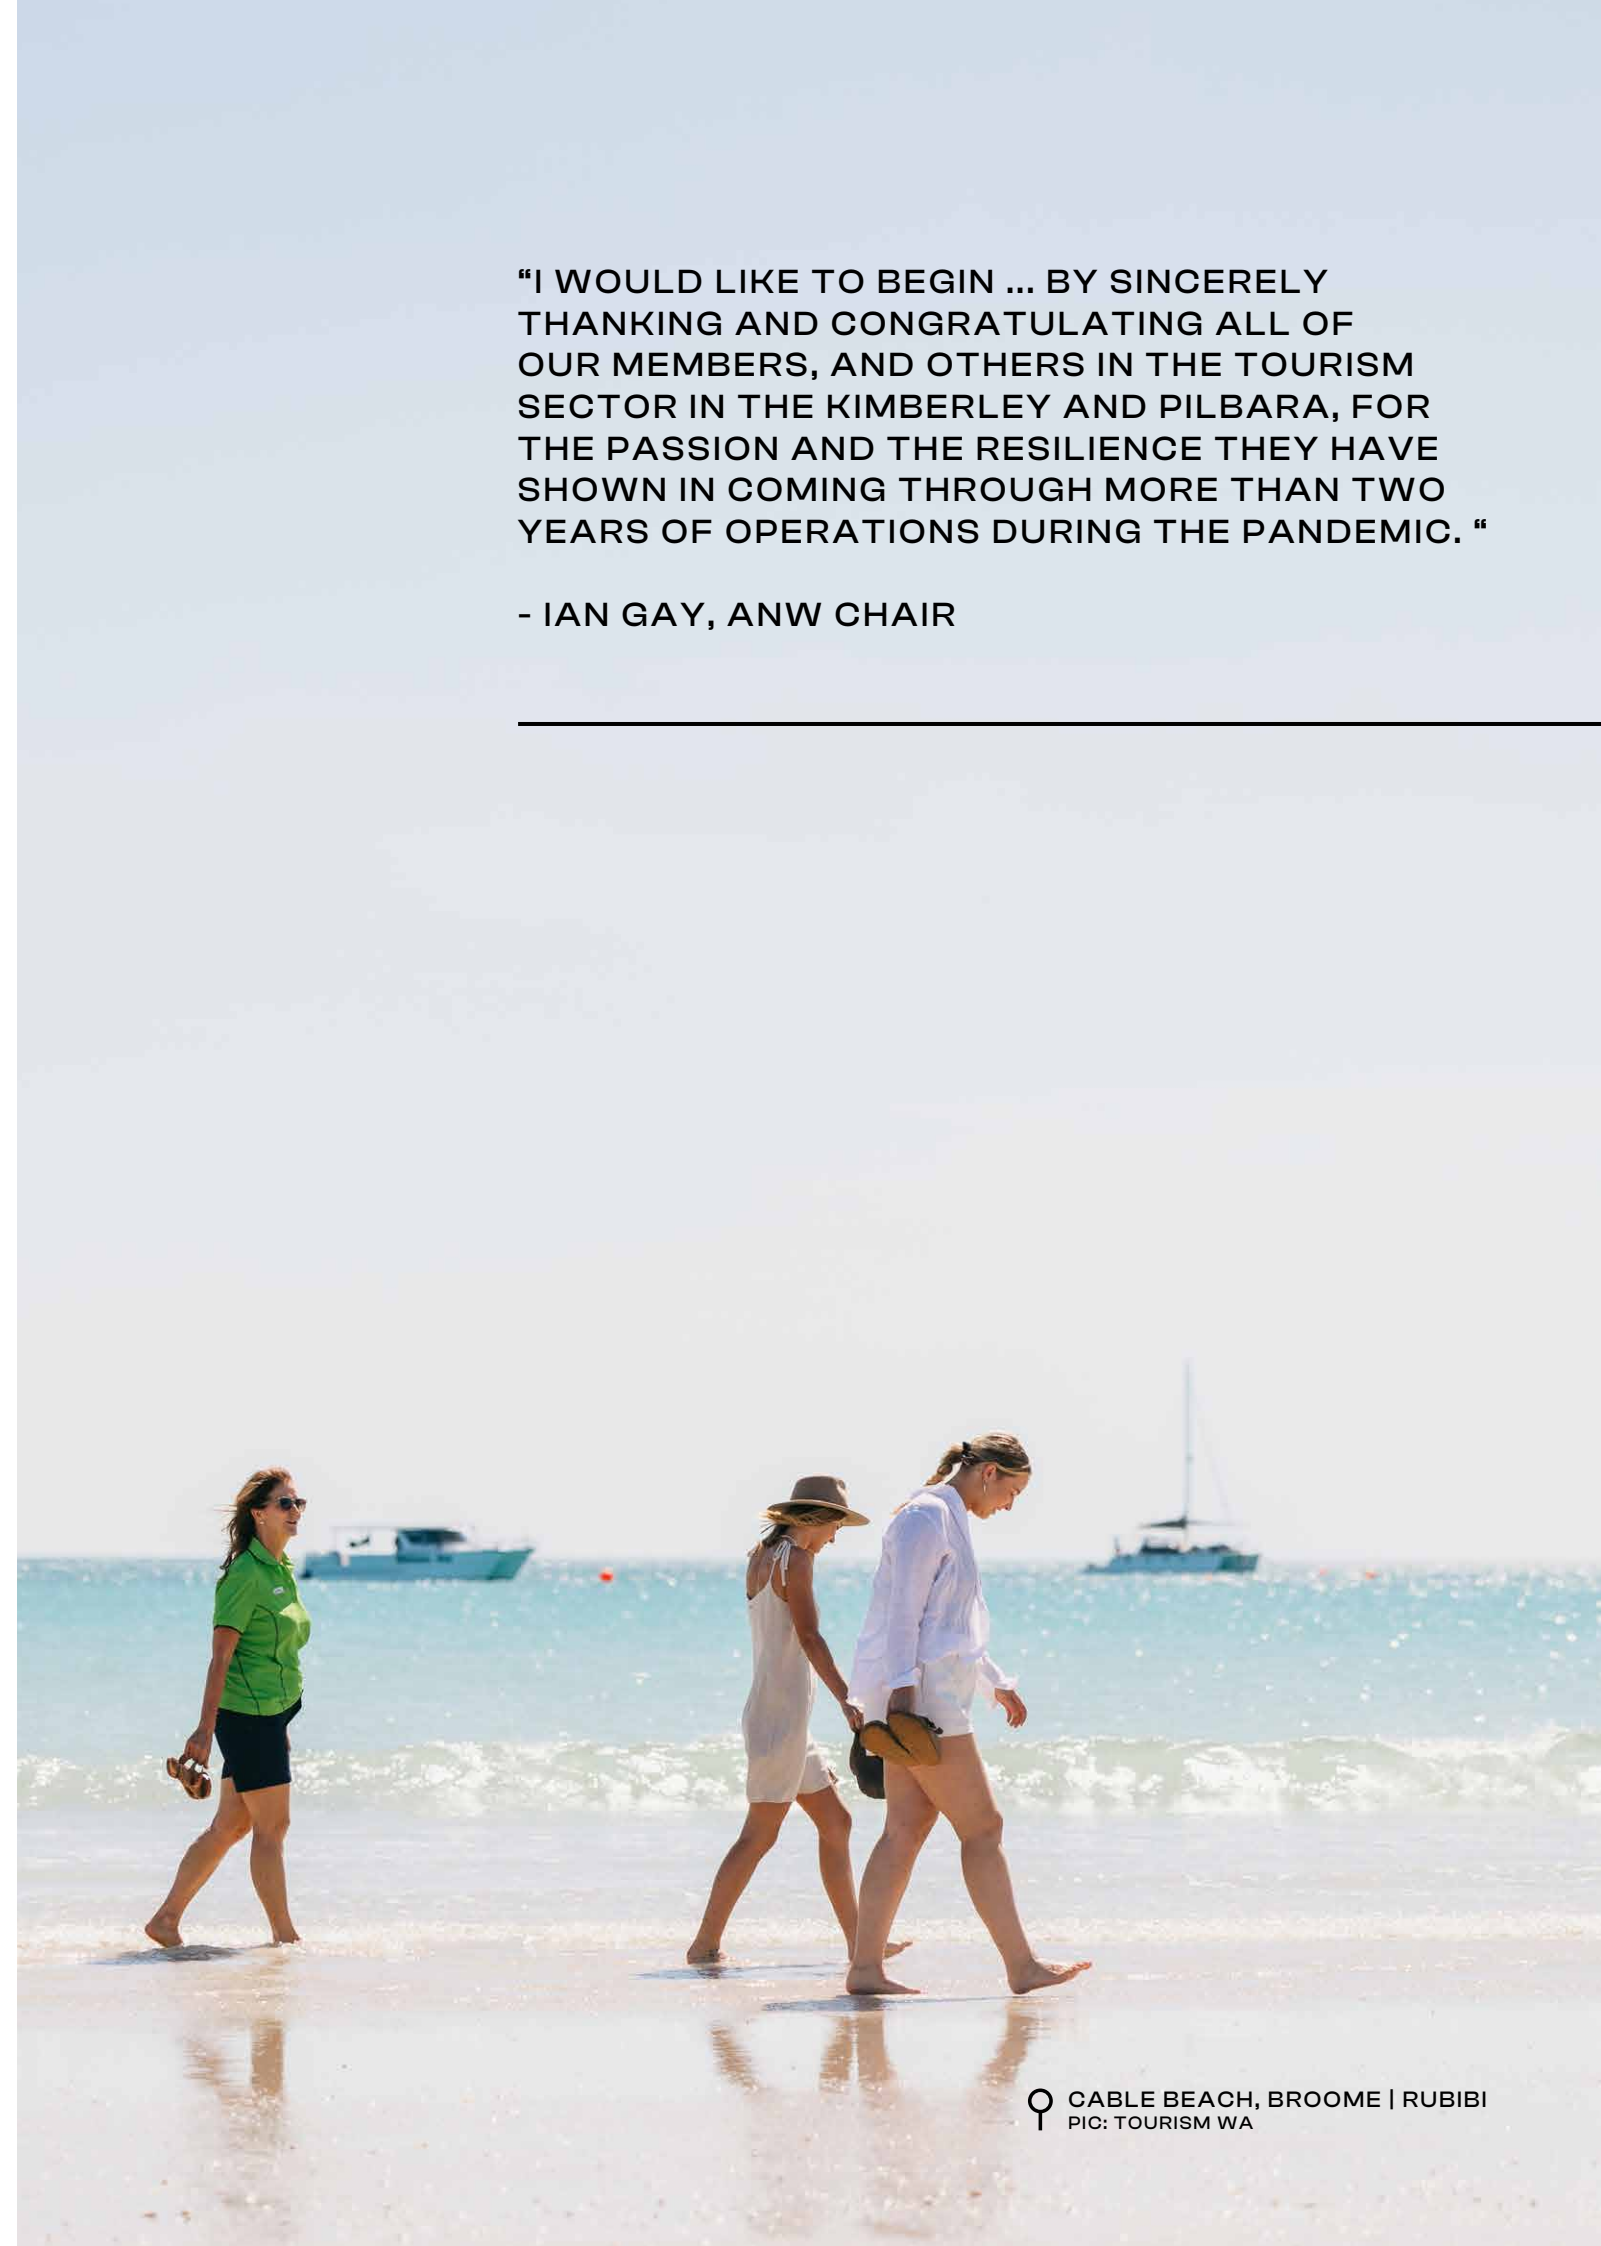 “I WOULD LIKE TO BEGIN ... BY SINCERELY
THANKING AND CONGRATULATING ALL OF
OUR MEMBERS, AND OTHERS IN THE TOURISM
SECTOR IN THE KIMBERLEY AND PILBARA, FOR
THE PASSION AND THE RESILIENCE THEY HAVE
SHOWN IN COMING THROUGH MORE THAN TWO
YEARS OF OPERATIONS DURING THE PANDEMIC. “
- IAN GAY, ANW CHAIR
CABLE BEACH, BROOME | RUBIBI
PIC: TOURISM WA